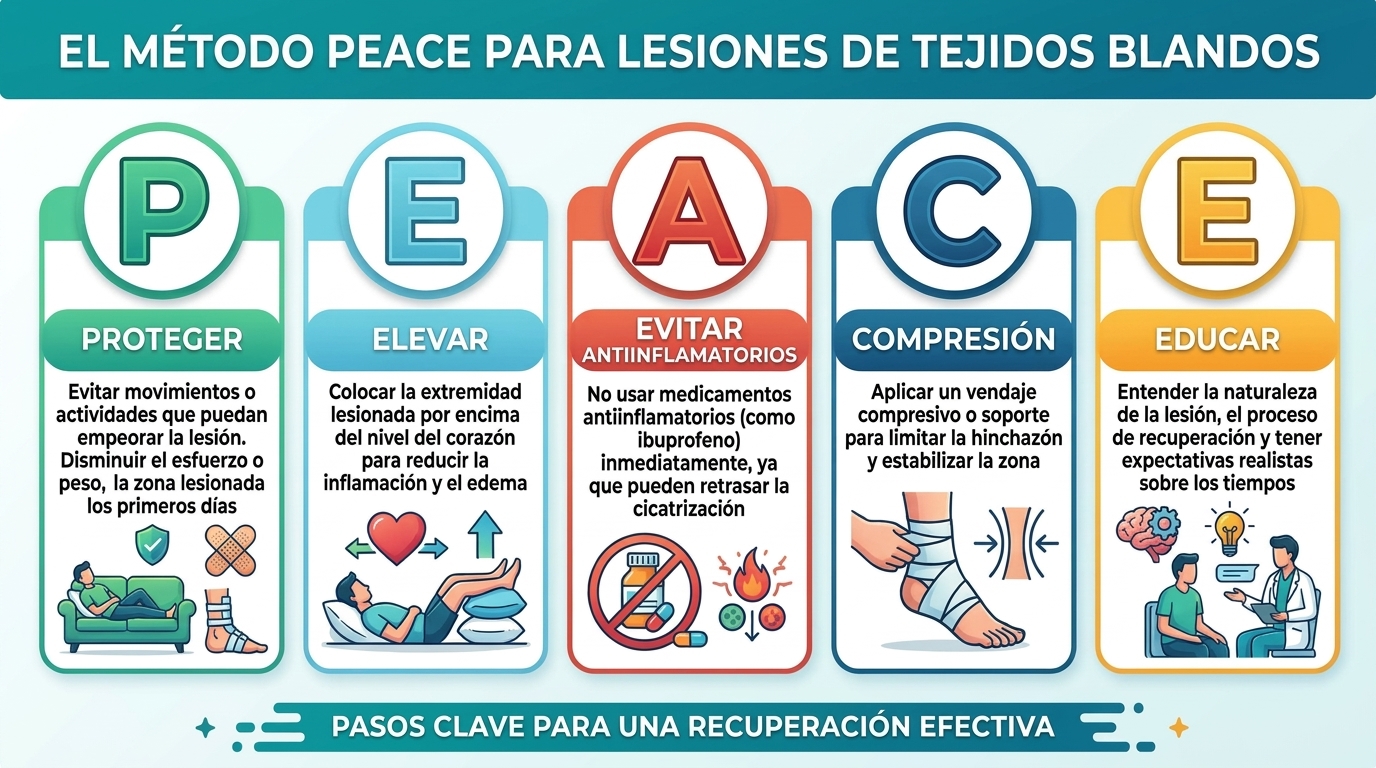 EL MÉTODO PEACE PARA LESIONES DE TEJIDOS BLANDOS
P
PROTEGER
Evitar movimientos o
actividades que puedan
empeorar la lesión.
Disminuir el esfuerzo o
peso, la zona lesionada
los primeros días
E
ELEVAR
Colocar la extremidad
lesionada por encima
del nivel del corazón
para reducir la
inflamación y el edema
A
EVITAR
ANTIINFLAMATORIOS
No usar medicamentos
antiinflamatorios (como
ibuprofeno)
inmediatamente, ya
que pueden retrasar la
cicatrización
C
COMPRESIÓN
Aplicar un vendaje
compresivo o soporte
para limitar la hinchazón
y estabilizar la zona
E
EDUCAR
Entender la naturaleza
de la lesión, el proceso
de recuperación y tener
expectativas realistas
sobre los tiempos
PASOS CLAVE PARA UNA RECUPERACIÓN EFECTIVA